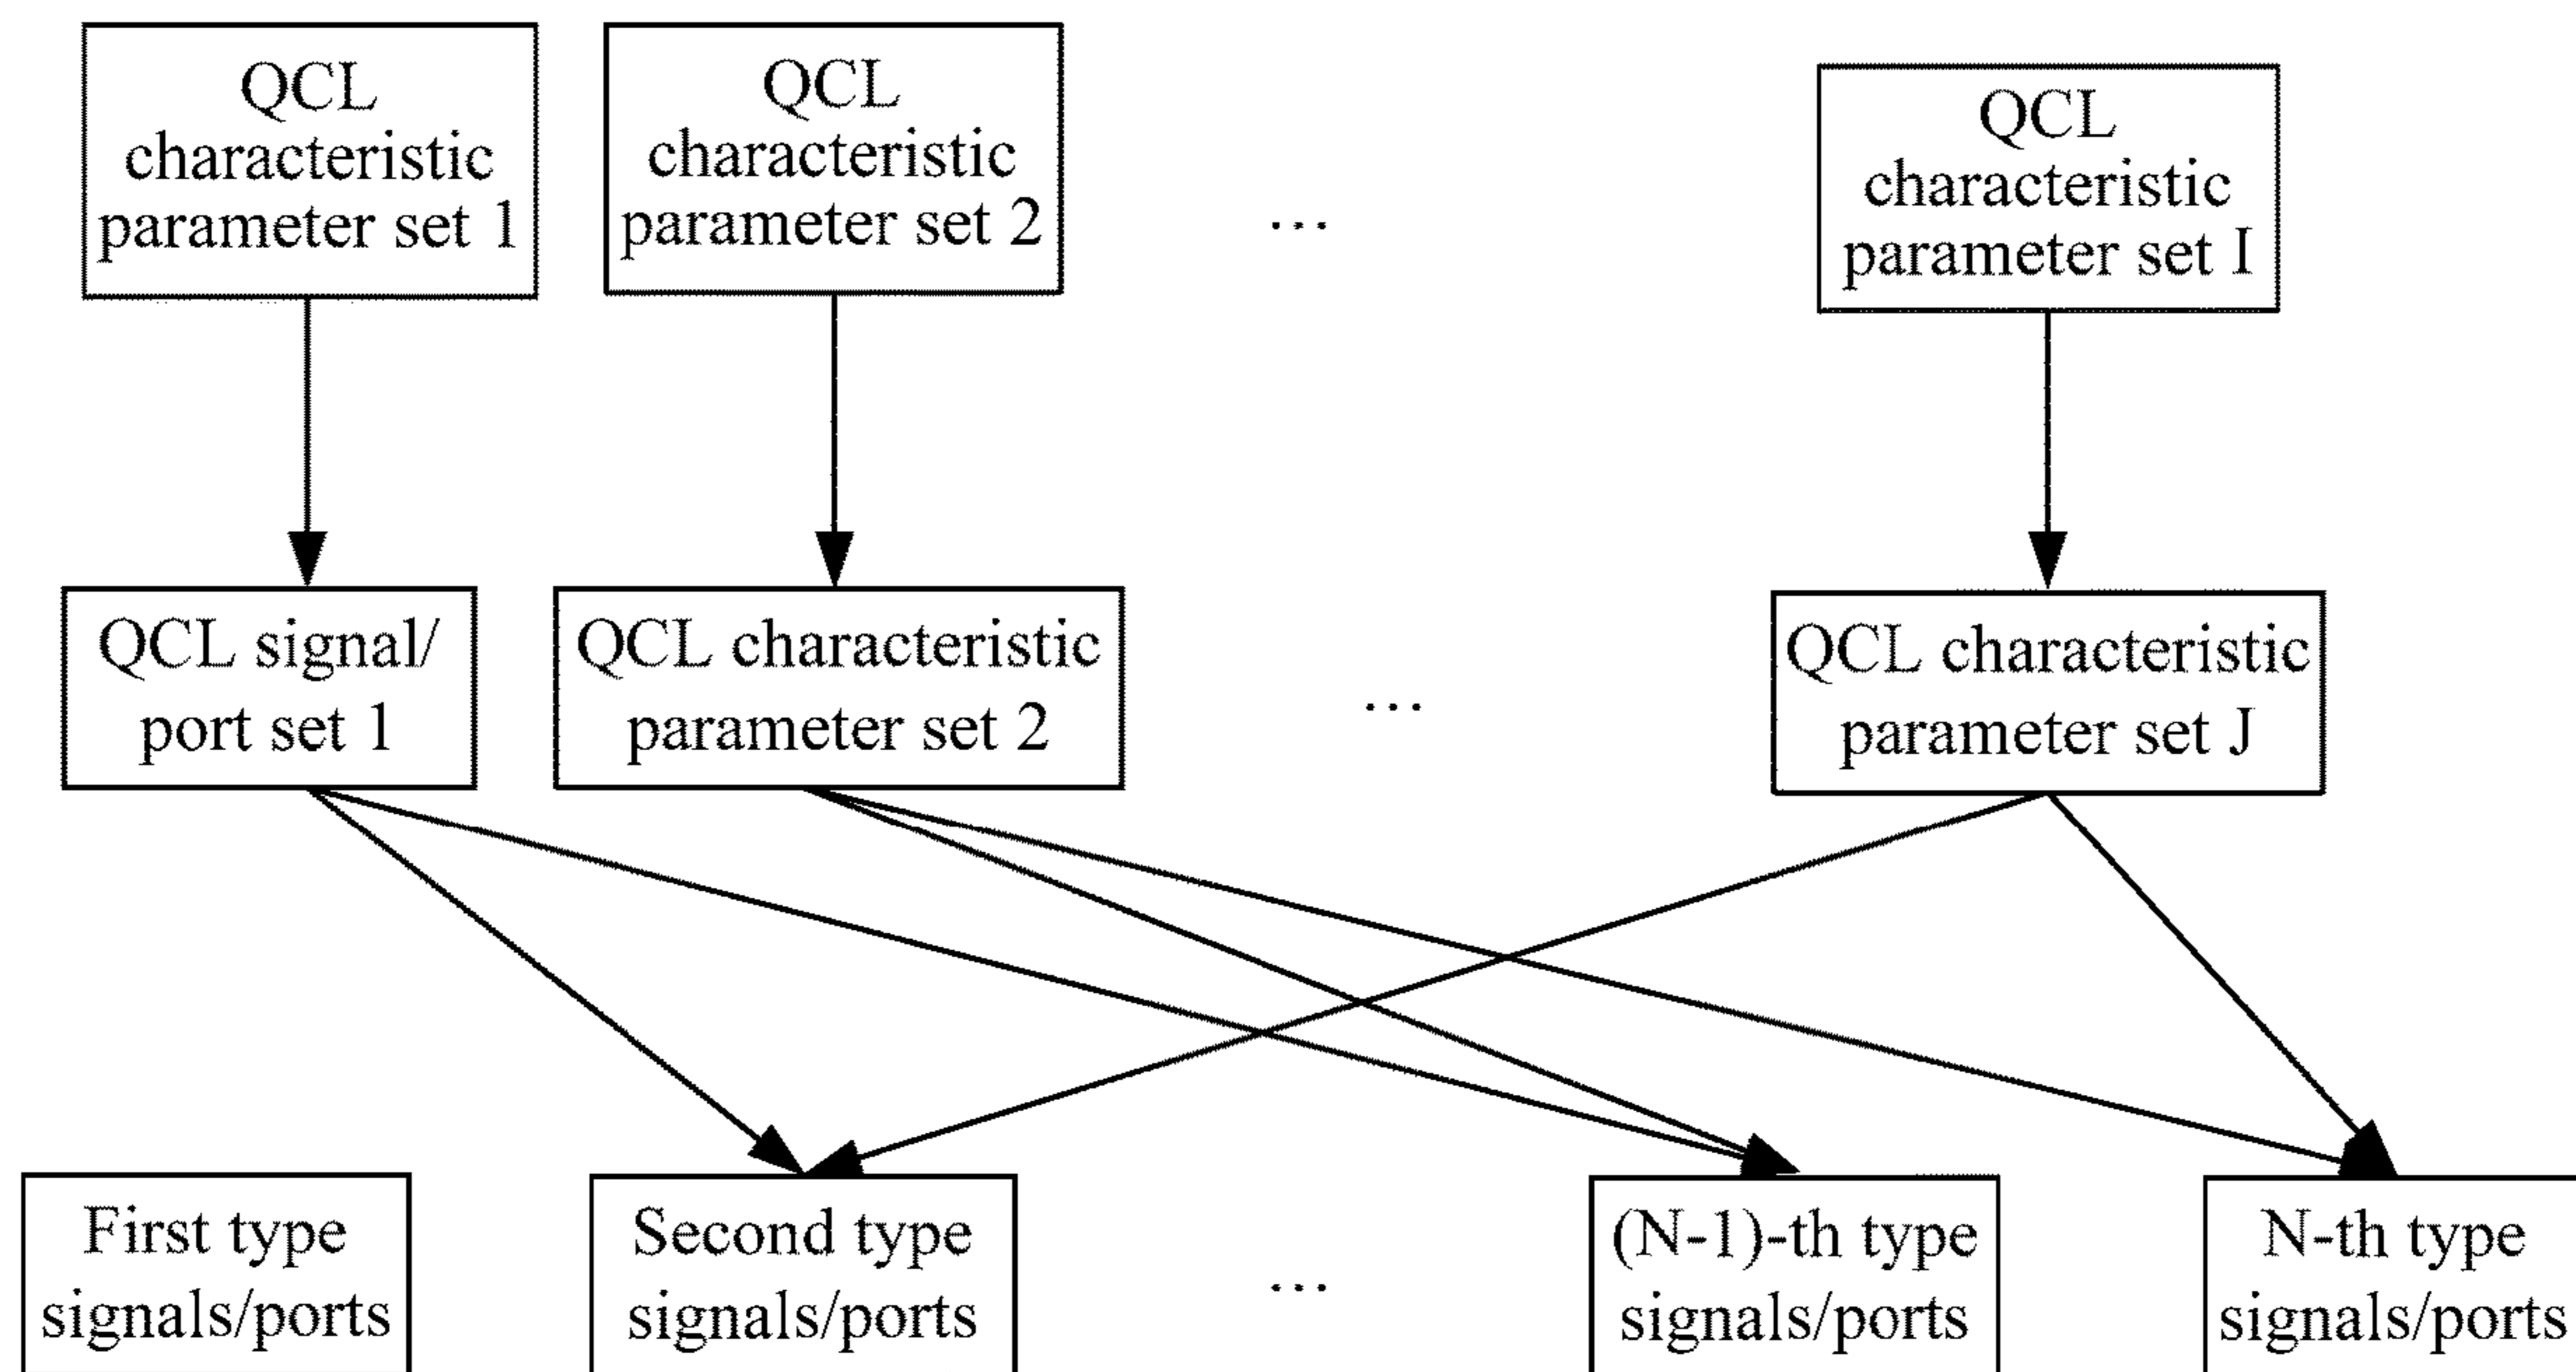 QCL
characteristic
parameter set 1
QCL
characteristic
parameter set 2
...
QCL
characteristic
parameter set I
QCL signal/
port set 1
QCL characteristic
parameter set 2
...
QCL characteristic
parameter set J
First type
signals/ports
Second type
signals/ports
...
(N-1)-th type
signals/ports
N-th type
signals/ports